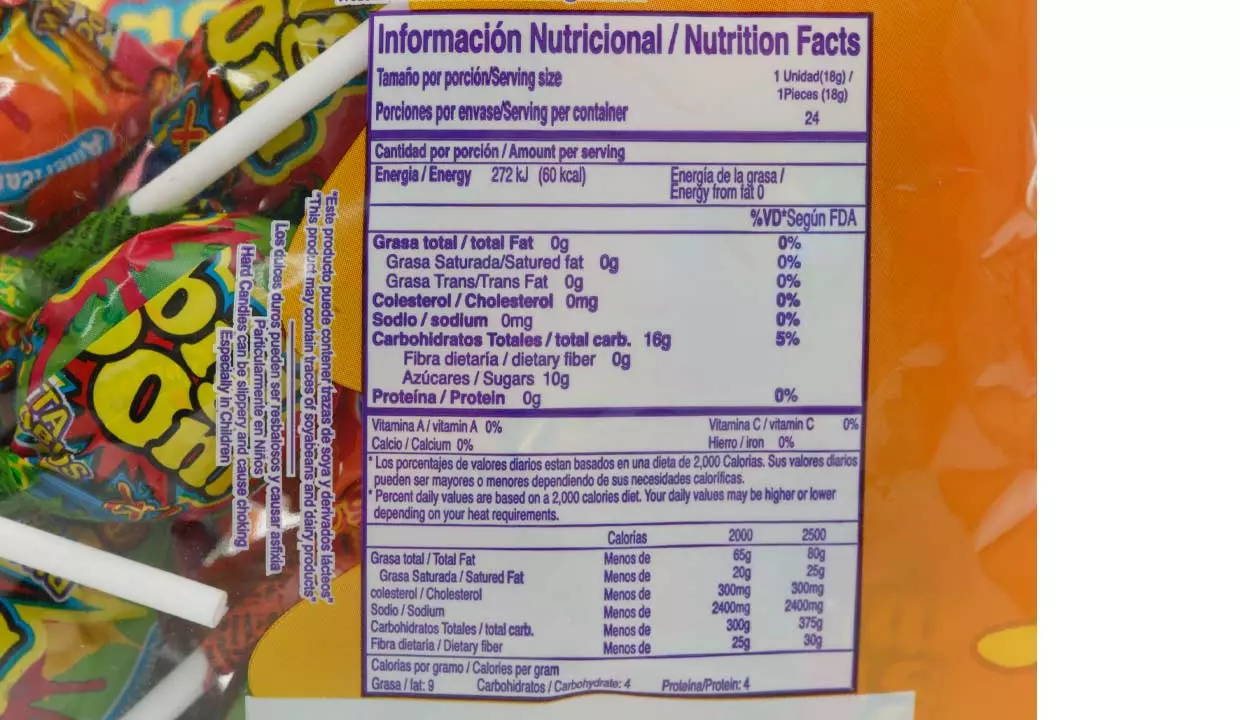 Información Nutricional / Nutrition Facts
Tamaño por porción/Serving size 1 Unidad(18g) /
1Pieces (18g)
Porciones por envase/Serving per container 24
Cantidad por porción / Amount per serving
Energia / Energy 272 kJ (60 kcal) Energía de la grasa /
Energy from fat 0
%VD*Según FDA
Grasa total / total Fat 0g 0%
Grasa Saturada/Satured fat 0g 0%
Grasa Trans/Trans Fat 0g 0%
Colesterol / Cholesterol 0mg 0%
Sodio / sodium 0mg 0%
Carbohidratos Totales / total carb. 16g 5%
Fibra dietaría / dietary fiber 0g
Azúcares / Sugars 10g
Proteína / Protein 0g 0%
Vitamina A / vitamin A 0% Vitamina C / vitamin C 0%
Calcio / Calcium 0% Hierro / iron 0%
* Los porcentajes de valores diarios estan basados en una dieta de 2,000 Calorias. Sus valores diarios
pueden ser mayores o menores dependiendo de sus necesidades caloríficas.
* Percent daily values are based on a 2,000 calories diet. Your daily values may be higher or lower
depending on your heat requirements.
Calorias 2000 2500
Grasa total / Total Fat Menos de 65g 80g
Grasa Saturada / Satured Fat Menos de 20g 25g
colesterol / Cholesterol Menos de 300mg 300mg
Sodio / Sodium Menos de 2400mg 2400mg
Carbohidratos Totales / total carb. Menos de 300g 375g
Fibra dietaria / Dietary fiber Menos de 25g 30g
Calorías por gramo / Calories per gram
Grasa / fat: 9 Carbohidratos / Carbohydrate: 4 Proteína/Protein: 4
"Este producto puede contener trazas de soya y derivados lácteos"
"This product may contain traces of soyabeans and dairy products"
Los dulces duros pueden ser resbalosos y causar asfixia
Particularmente en Niños
Hard Candies can be slippery and cause choking
Especially in Children